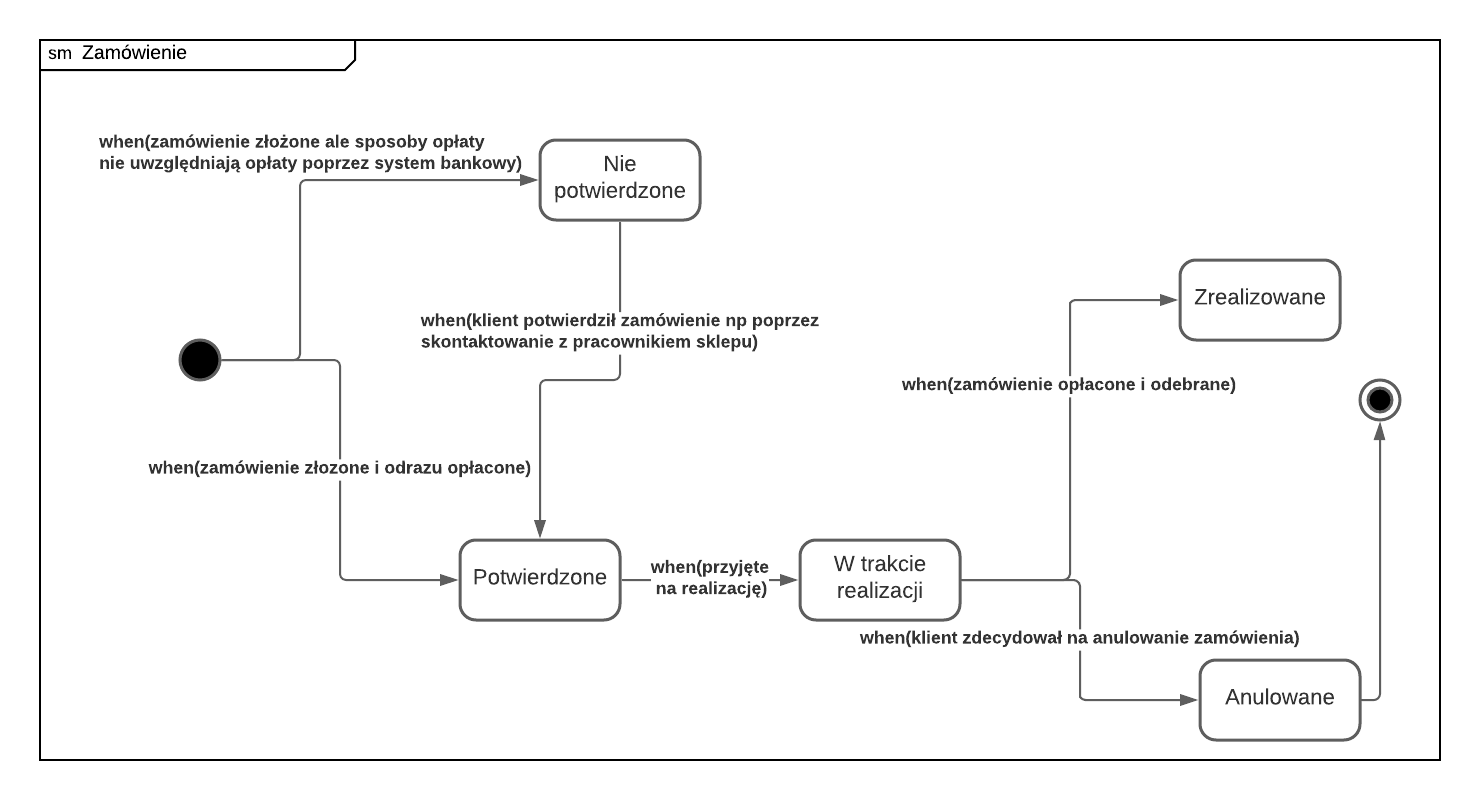 sm Zamówienie
when(zamówienie złożone ale sposoby opłaty
nie uwzględniają opłaty poprzez system bankowy)
Nie
potwierdzone
when(klient potwierdził zamówienie np poprzez
skontaktowanie z pracownikiem sklepu)
Zrealizowane
when(zamówienie opłacone i odebrane)
when(zamówienie złozone i odrazu opłacone)
Potwierdzone
when(przyjęte
na realizację)
W trakcie
realizacji
when(klient zdecydował na anulowanie zamówienia)
Anulowane